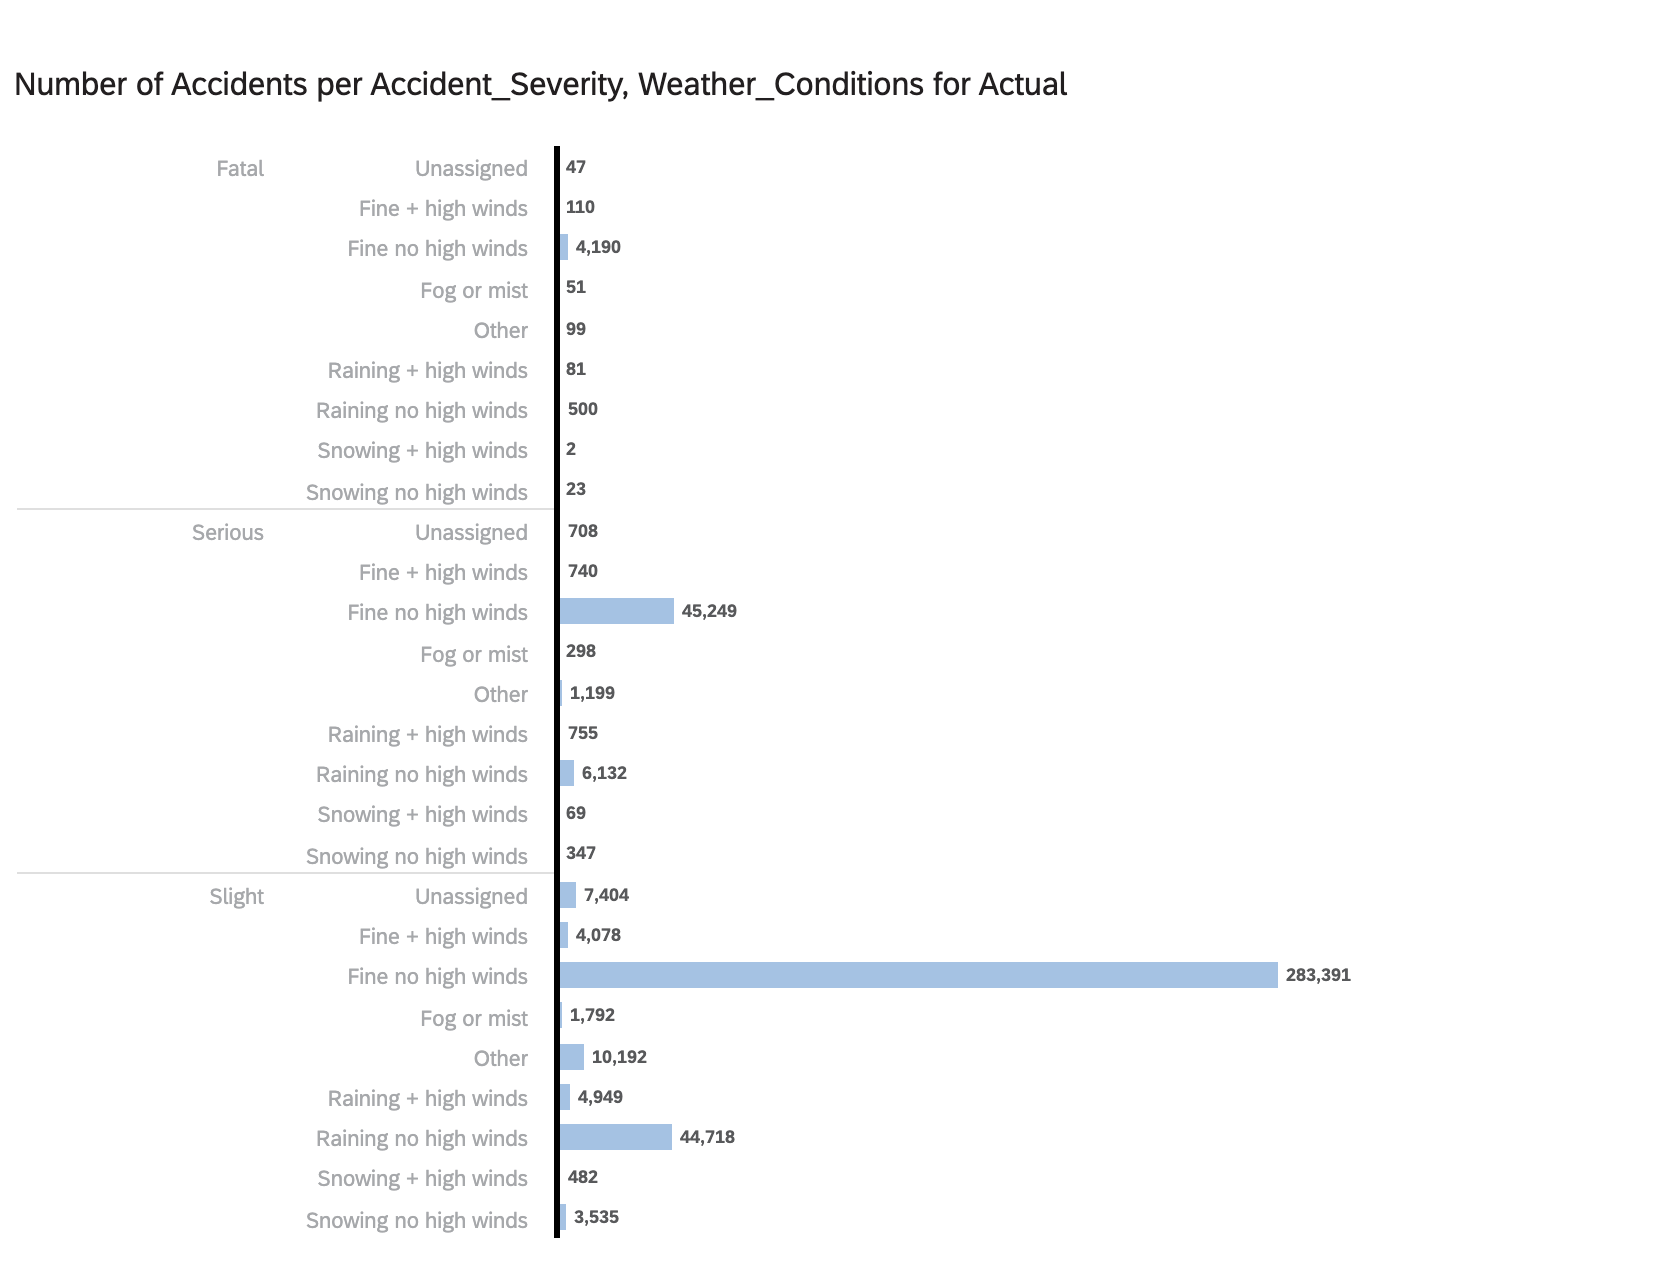 Number of Accidents per Accident_Severity, Weather_Conditions for Actual
Fatal Unassigned 47
Fine + high winds 110
Fine no high winds 4,190
Fog or mist 51
Other 99
Raining + high winds 81
Raining no high winds 500
Snowing + high winds 2
Snowing no high winds 23
Serious Unassigned 708
Fine + high winds 740
Fine no high winds 45,249
Fog or mist 298
Other 1,199
Raining + high winds 755
Raining no high winds 6,132
Snowing + high winds 69
Snowing no high winds 347
Slight Unassigned 7,404
Fine + high winds 4,078
Fine no high winds 283,391
Fog or mist 1,792
Other 10,192
Raining + high winds 4,949
Raining no high winds 44,718
Snowing + high winds 482
Snowing no high winds 3,535